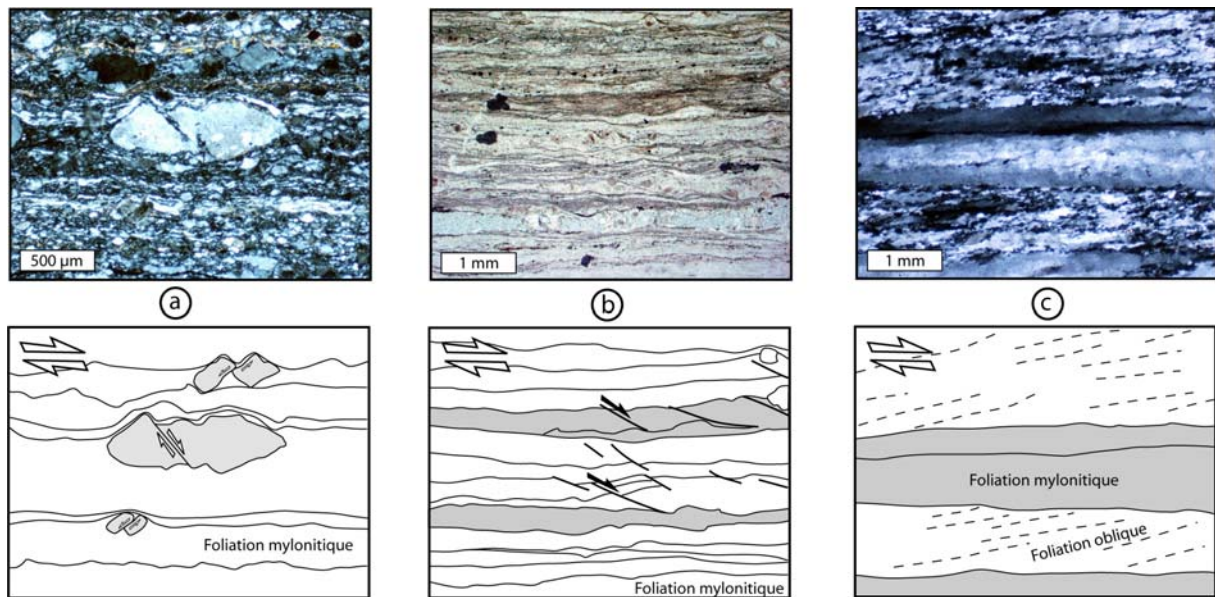 500 µm
1 mm
1 mm
a
b
c
Foliation mylonitique
Foliation mylonitique
Foliation mylonitique
Foliation oblique